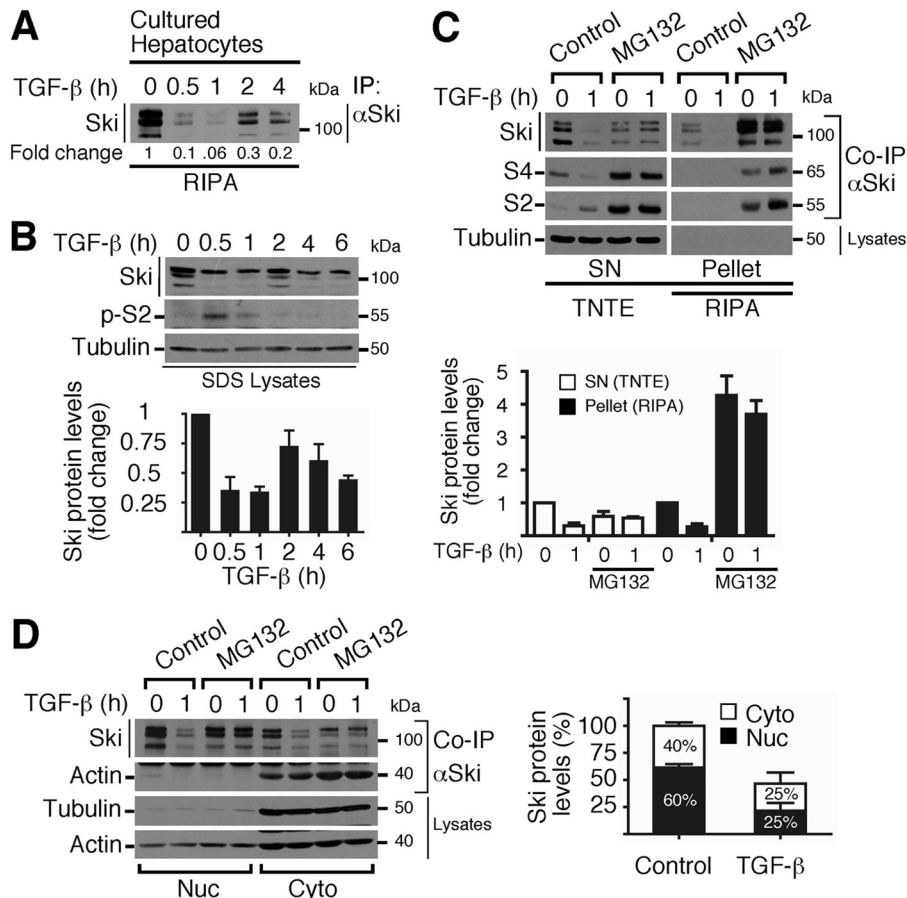 A
Cultured
Hepatocytes
TGF-β (h) 0 0.5 1 2 4 kDa IP:
Ski 100 αSki
Fold change 1 0.1 .06 0.3 0.2
RIPA
B
TGF-β (h) 0 0.5 1 2 4 6 kDa
Ski 100
p-S2 55
Tubulin 50
SDS Lysates
Ski protein levels
(fold change)
1
0.75
0.5
0.25
0 0.5 1 2 4 6
TGF-β (h)
C
Control MG132 Control MG132
TGF-β (h) 0 1 0 1 0 1 0 1 kDa
Ski 100
S4 65
S2 55
Co-IP
αSki
Tubulin 50 Lysates
SN Pellet
TNTE RIPA
Ski protein levels
(fold change)
5
4
3
2
1
SN (TNTE)
Pellet (RIPA)
TGF-β (h) 0 1 0 1 0 1 0 1
MG132 MG132
D
Control MG132 Control MG132
TGF-β (h) 0 1 0 1 0 1 0 1 kDa
Ski 100 Co-IP
Actin 40 αSki
Tubulin 50
Lysates
Actin 40
Nuc Cyto
Ski protein
levels (%)
100
75
50
25
Cyto
Nuc
40%
60%
25%
25%
Control TGF-β